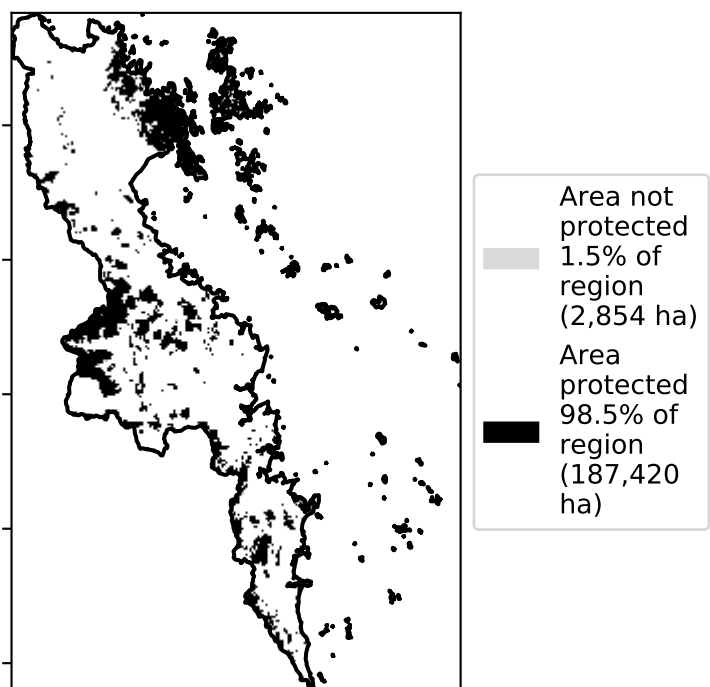 Area not
protected
1.5% of
region
(2,854 ha)
Area
protected
98.5% of
region
(187,420
ha)